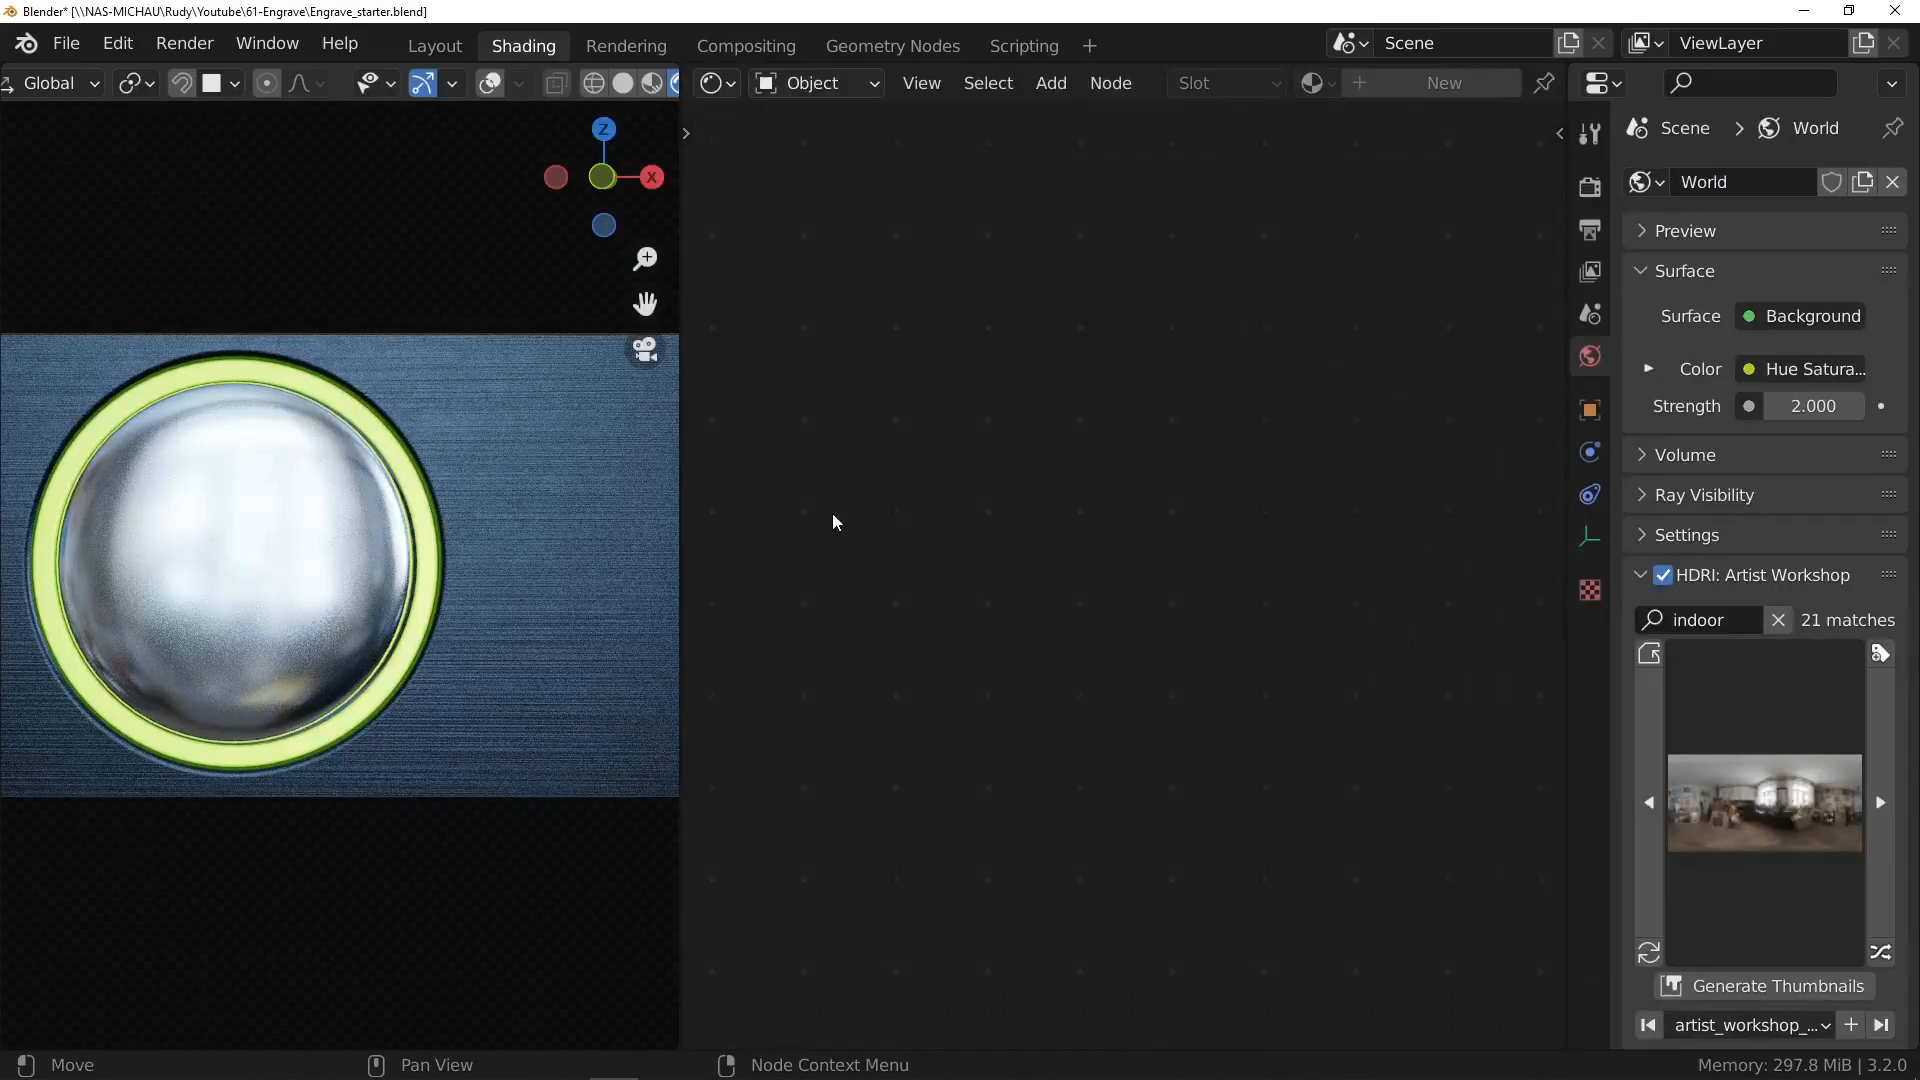 Blender* [\\NAS-MICHAU\Rudy\Youtube\61-Engrave\Engrave_starter.blend]
File Edit Render Window Help Layout Shading Rendering Compositing Geometry Nodes Scripting + Scene ViewLayer
Global Object View Select Add Node Slot New
Z
X
Scene World
World
Preview
Surface
Surface Background
Color Hue Satura...
Strength 2.000
Volume
Ray Visibility
Settings
HDRI: Artist Workshop
indoor 21 matches
Generate Thumbnails
artist_workshop_...
Move Pan View Node Context Menu Memory: 297.8 MiB | 3.2.0